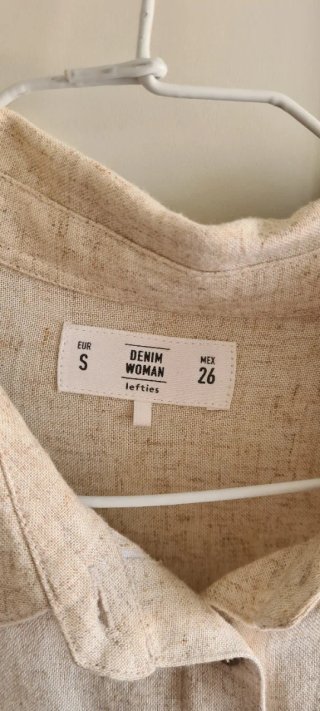 EUR
S
DENIM
WOMAN
lefties
MEX
26